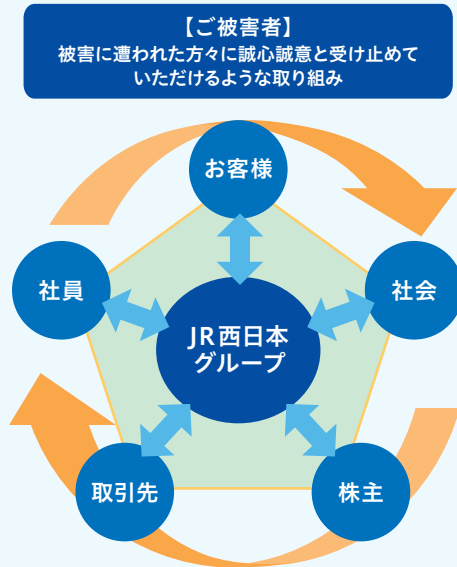 【ご被害者】
被害に遭われた方々に誠心誠意と受け止めて
いただけるような取り組み
お客様
社員
社会
JR西日本
グループ
取引先
株主